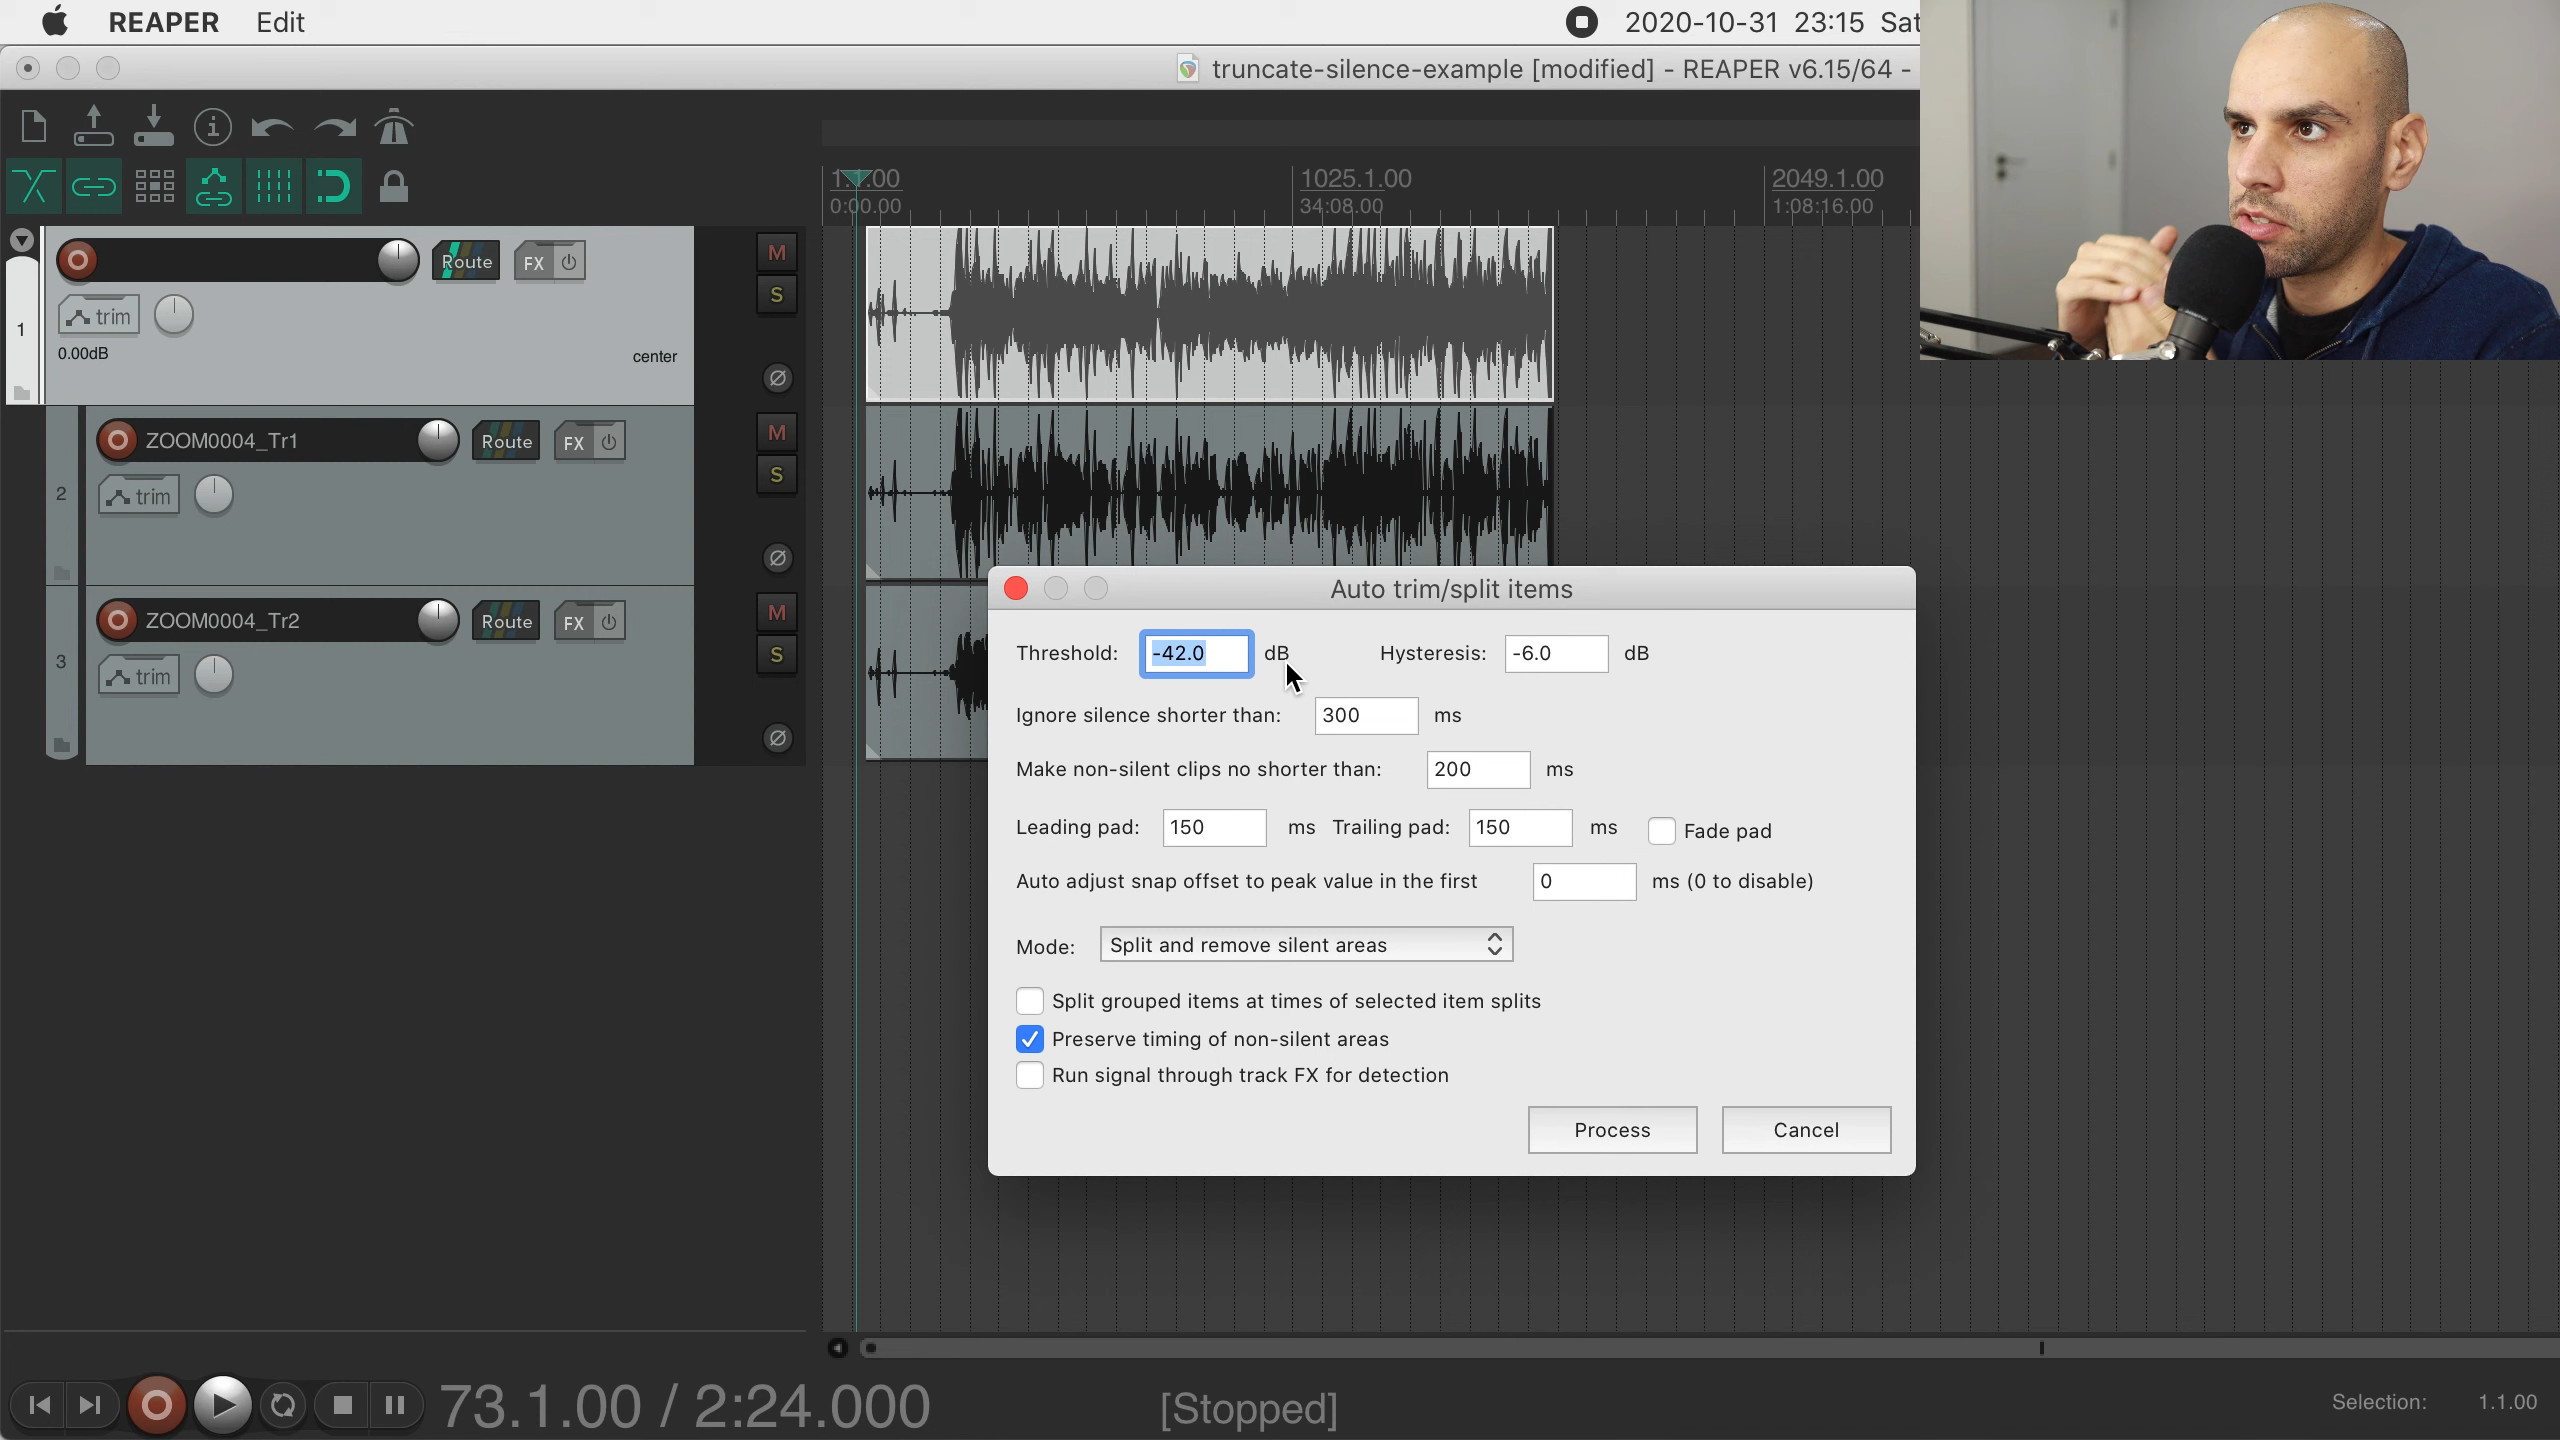 REAPER Edit 2020-10-31 23:15 Sat
truncate-silence-example [modified] - REAPER v6.15/64 -
1.1.00 1025.1.00 2049.1.00
0:00.00 34:08.00 1:08:16.00
Route FX M
trim S
1
0.00dB center
ZOOM0004_Tr1 Route FX M
trim S
2
ZOOM0004_Tr2 Route FX M
trim S
3
Auto trim/split items
Threshold: -42.0 dB Hysteresis: -6.0 dB
Ignore silence shorter than: 300 ms
Make non-silent clips no shorter than: 200 ms
Leading pad: 150 ms Trailing pad: 150 ms Fade pad
Auto adjust snap offset to peak value in the first 0 ms (0 to disable)
Mode: Split and remove silent areas
Split grouped items at times of selected item splits
Preserve timing of non-silent areas
Run signal through track FX for detection
Process Cancel
73.1.00 / 2:24.000 [Stopped] Selection: 1.1.00